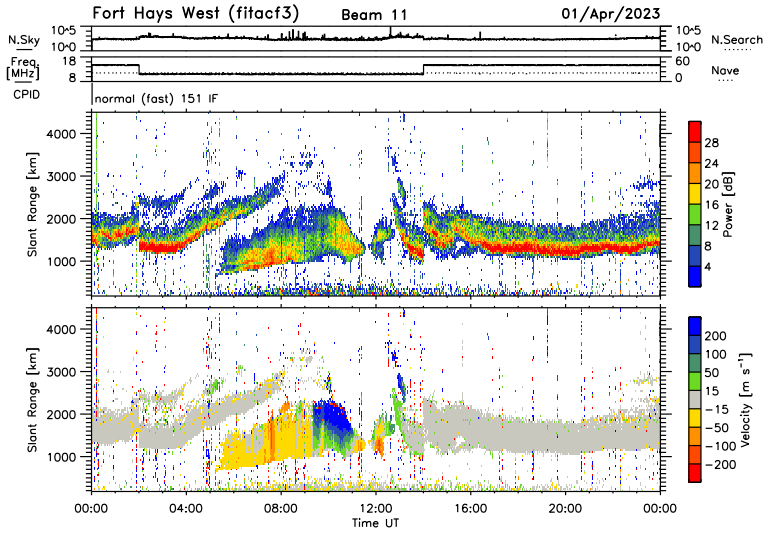 Fort Hays West (fitacf3) Beam 11 01/Apr/2023
N.Sky 10^5 10^0 10^5 10^0 N.Search
Freq. [MHz] 18 8 60 0 Nave
CPID normal (fast) 151 IF
Slant Range [km] 4000 3000 2000 1000
Power [dB] 28 24 20 16 12 8 4
Slant Range [km] 4000 3000 2000 1000
Velocity [m s⁻¹] 200 100 50 15 −15 −50 −100 −200
00:00 04:00 08:00 12:00 16:00 20:00 00:00
Time UT